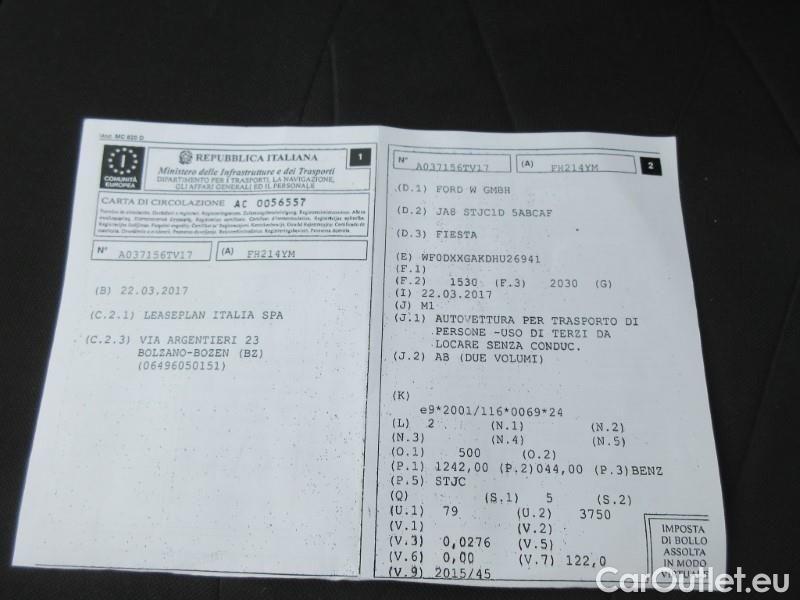 Mod. MC 820 D
I
COMUNITÀ
EUROPEA
REPUBBLICA ITALIANA
1
Ministero delle Infrastrutture e dei Trasporti
DIPARTIMENTO PER I TRASPORTI, LA NAVIGAZIONE,
GLI AFFARI GENERALI ED IL PERSONALE
CARTA DI CIRCOLAZIONE AC 0056557
N° A037156TV17 (A) FH214YM
(B) 22.03.2017
(C.2.1) LEASEPLAN ITALIA SPA
(C.2.3) VIA ARGENTIERI 23
BOLZANO-BOZEN (BZ)
(06496050151)
N° A037156TV17 (A) FH214YM 2
(D.1) FORD W GMBH
(D.2) JA8 STJC1D 5ABCAF
(D.3) FIESTA
(E) WF0DXXGAKDHU26941
(F.1)
(F.2) 1530 (F.3) 2030 (G)
(I) 22.03.2017
(J) M1
(J.1) AUTOVETTURA PER TRASPORTO DI
PERSONE -USO DI TERZI DA
LOCARE SENZA CONDUC.
(J.2) AB (DUE VOLUMI)
(K)
e9*2001/116*0069*24
(L) 2 (N.1) (N.2)
(N.3) (N.4) (N.5)
(O.1) 500 (O.2)
(P.1) 1242,00 (P.2)044,00 (P.3)BENZ
(P.5) STJC
(Q) (S.1) 5 (S.2)
(U.1) 79 (U.2) 3750
(V.1) (V.2)
(V.3) 0,0276 (V.5)
(V.6) 0,00 (V.7) 122,0
(V.9) 2015/45
IMPOSTA
DI BOLLO
ASSOLTA
IN MODO
CarOutlet.eu